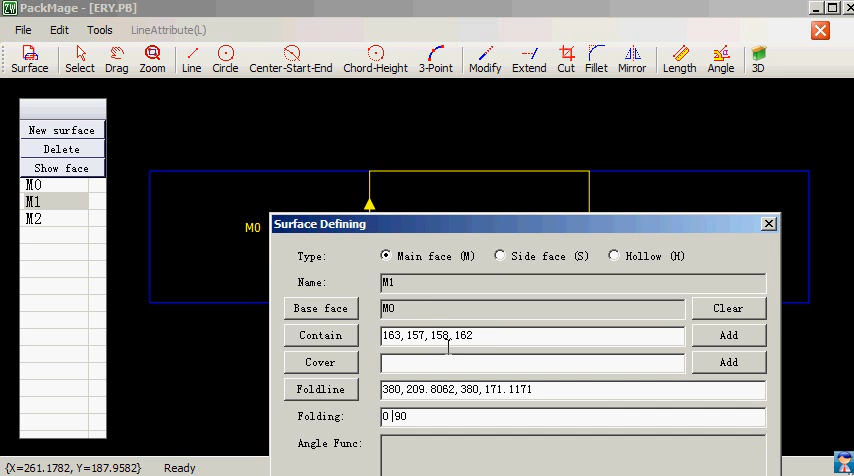 PackMage - [ERY.PB]
File Edit Tools LineAttribute(L)
Surface Select Drag Zoom Line Circle Center-Start-End Chord-Height 3-Point Modify Extend Cut Fillet Mirror Length Angle 3D
New surface
Delete
Show face
M0
M1
M2
M0
Surface Defining
Type: Main face (M) Side face (S) Hollow (H)
Name: M1
Base face M0 Clear
Contain 163,157,158,162 Add
Cover Add
Foldline 380,209.8062,380,171.1171
Folding: 0|90
Angle Func:
{X=261.1782, Y=187.9582} Ready